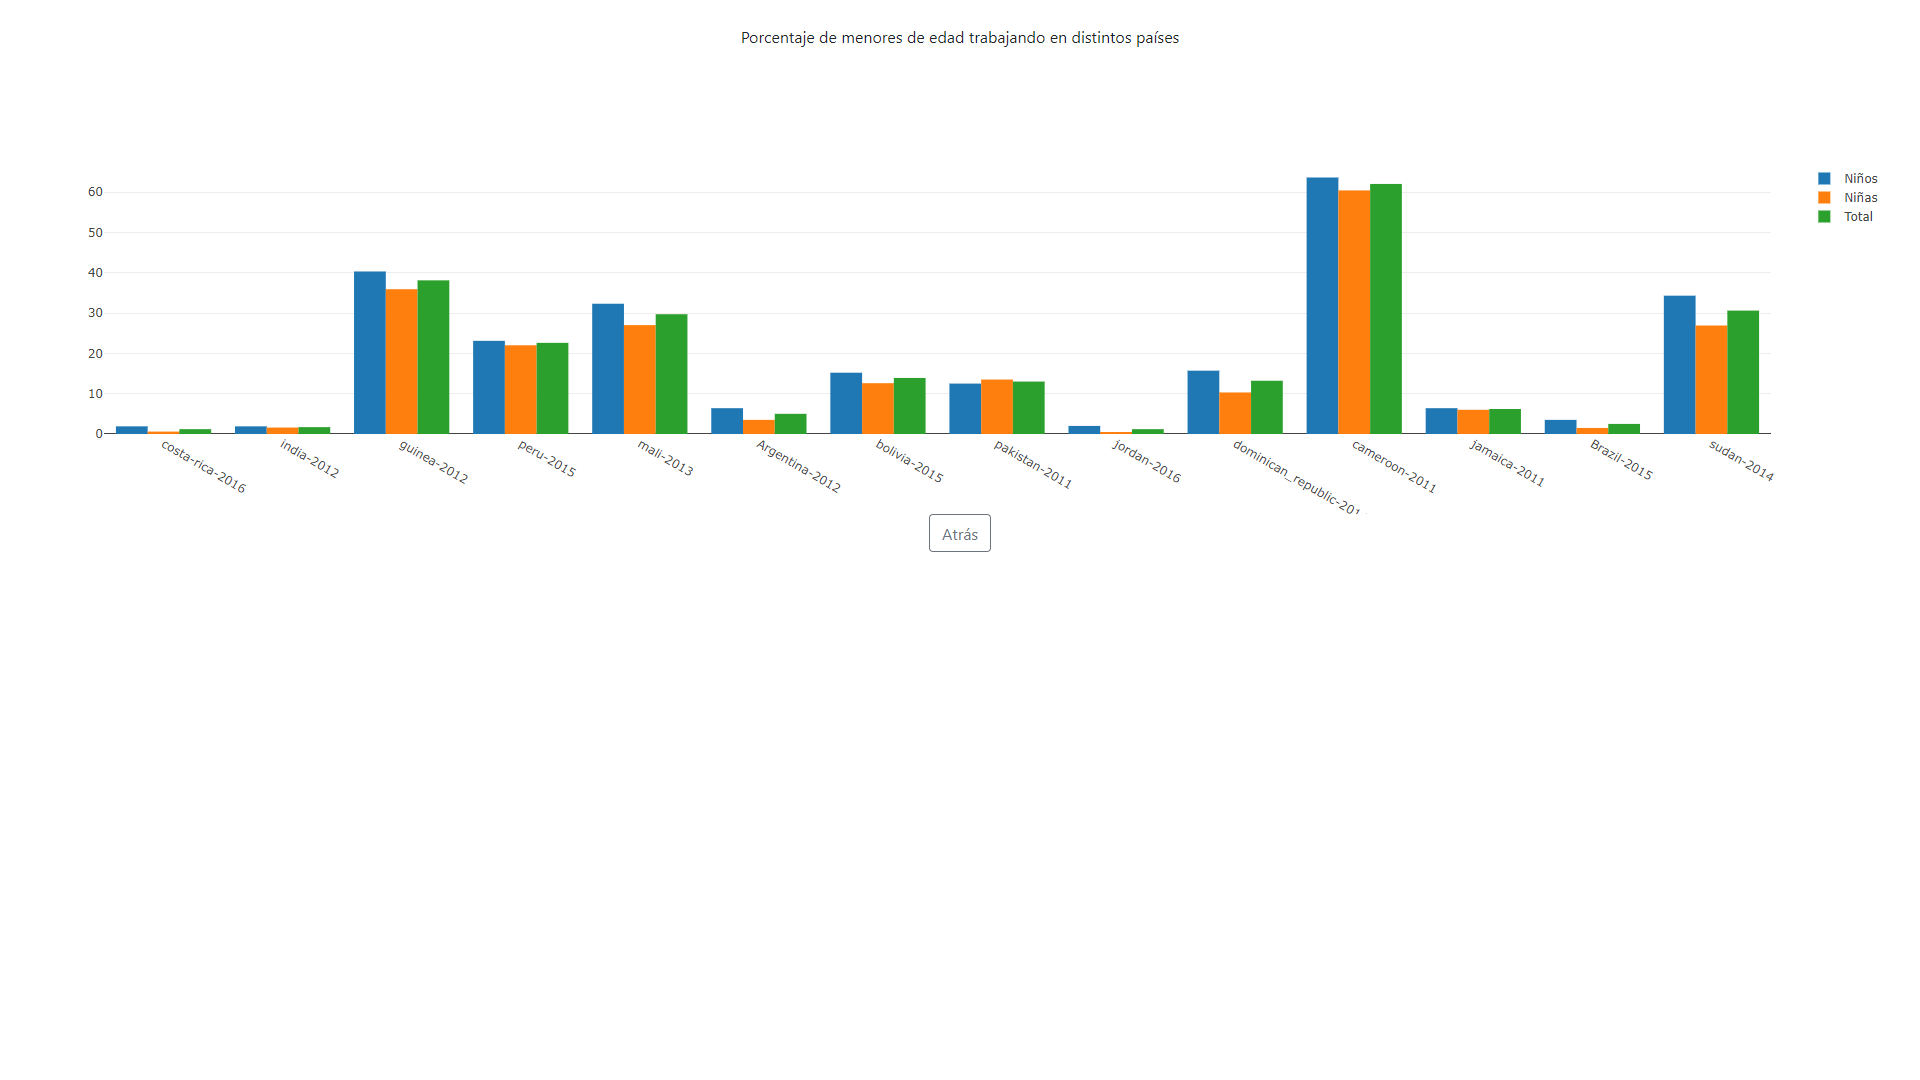 Porcentaje de menores de edad trabajando en distintos países
Niños
Niñas
Total
60
50
40
30
20
10
0
costa-rica-2016
india-2012
guinea-2012
peru-2015
mali-2013
Argentina-2012
bolivia-2015
pakistan-2011
jordan-2016
dominican_republic-201
cameroon-2011
jamaica-2011
Brazil-2015
sudan-2014
Atrás